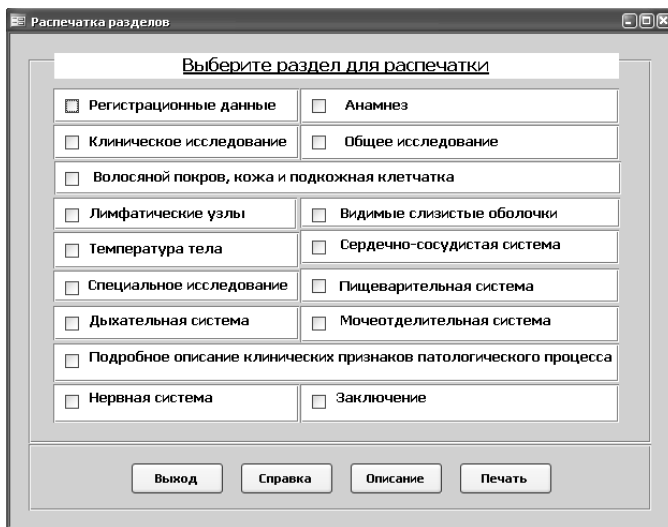 Распечатка разделов
Выберите раздел для распечатки
Регистрационные данные Анамнез
Клиническое исследование Общее исследование
Волосяной покров, кожа и подкожная клетчатка
Лимфатические узлы Видимые слизистые оболочки
Температура тела Сердечно-сосудистая система
Специальное исследование Пищеварительная система
Дыхательная система Мочеотделительная система
Подробное описание клинических признаков патологического процесса
Нервная система Заключение
Выход Справка Описание Печать